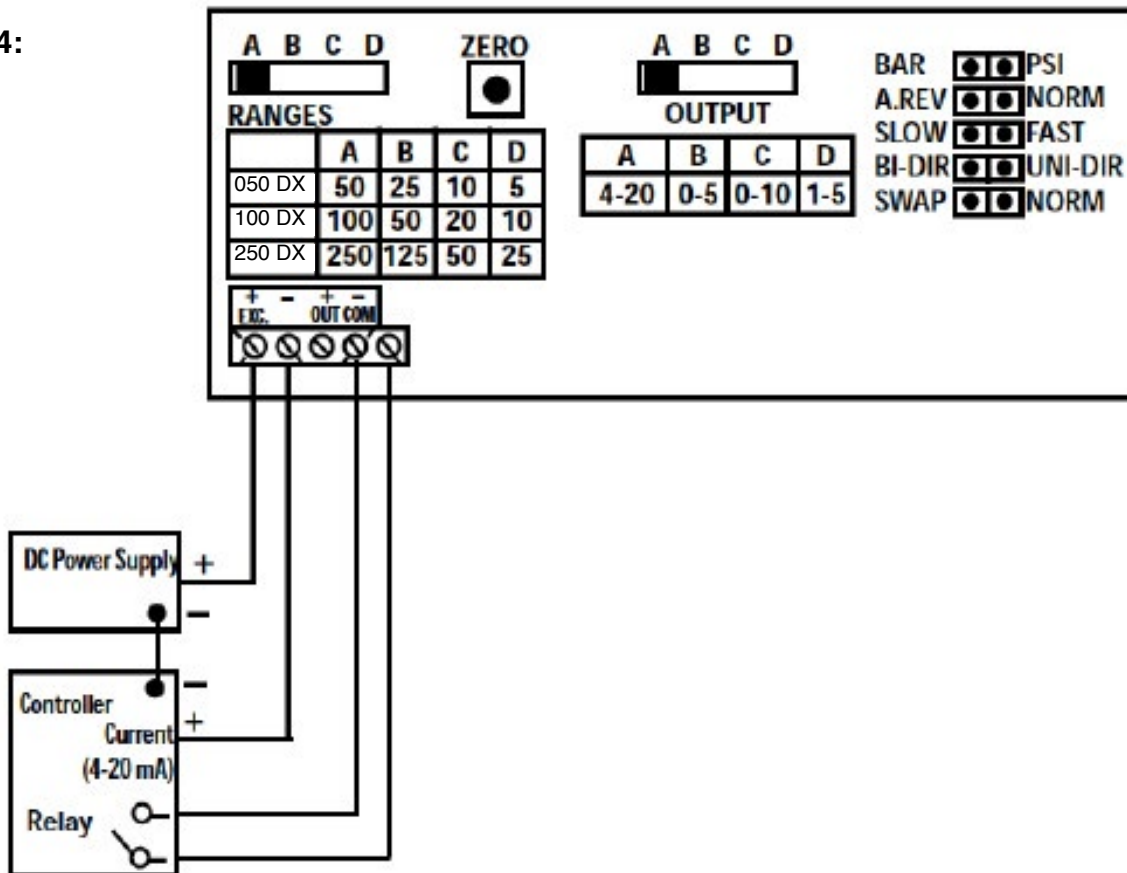 4:
A B C D
ZERO
RANGES
A B C D
050 DX 50 25 10 5
100 DX 100 50 20 10
250 DX 250 125 50 25
+ - + -
EXC. OUT COM
A B C D
OUTPUT
A B C D
4-20 0-5 0-10 1-5
BAR PSI
A.REV NORM
SLOW FAST
BI-DIR UNI-DIR
SWAP NORM
DC Power Supply +
-
-
Controller
Current +
(4-20 mA)
Relay